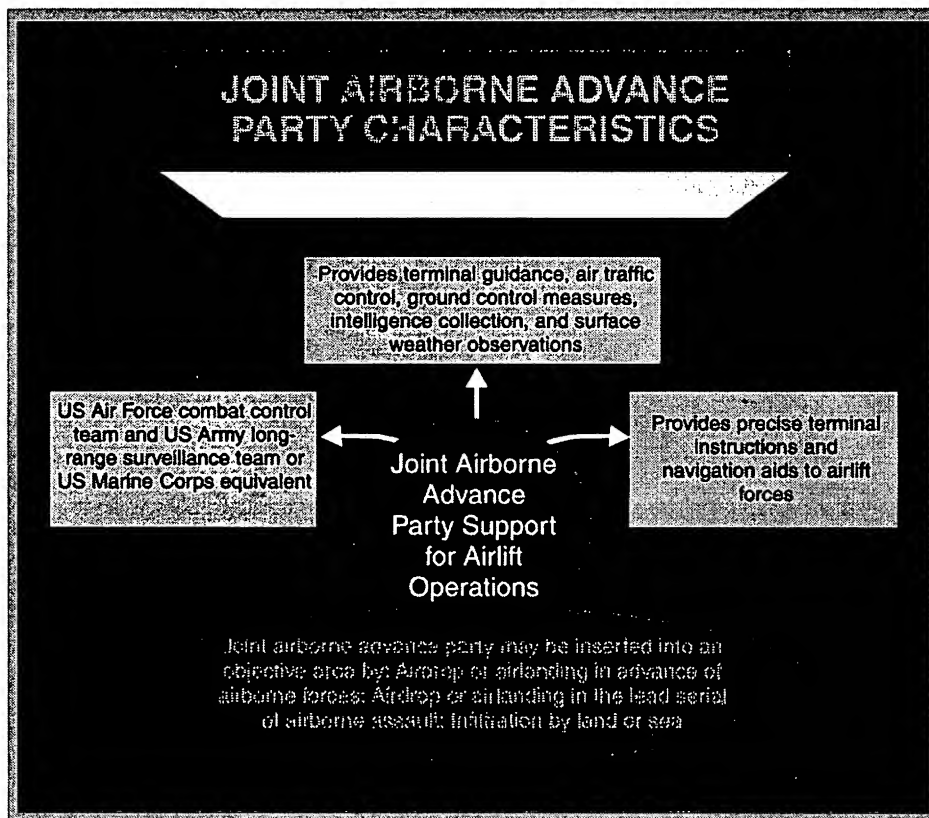 JOINT AIRBORNE ADVANCE
PARTY CHARACTERISTICS
Provides terminal guidance, air traffic
control, ground control measures,
intelligence collection, and surface
weather observations
US Air Force combat control
team and US Army long-
range surveillance team or
US Marine Corps equivalent
Provides precise terminal
instructions and
navigation aids to airlift
forces
Joint Airborne
Advance
Party Support
for Airlift
Operations
Joint airborne advance party may be inserted into an
objective area by: Airdrop or airlanding in advance of
airborne forces; Airdrop or airlanding in the lead serial
of airborne assault; Infiltration by land or sea